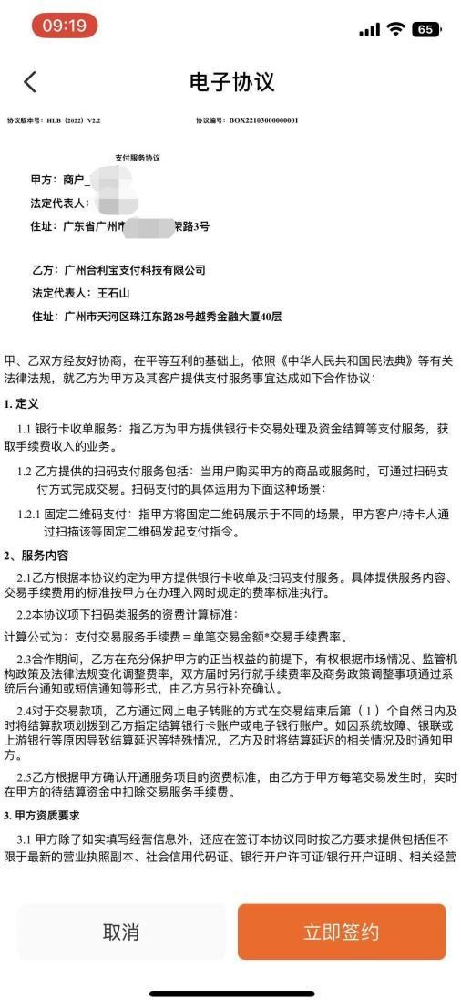 09:19
65
电子协议
协议版本号：HLB（2022）V2.2
协议编号：BOX22103000000001
支付服务协议
甲方：商户_
法定代表人：
住址：广东省广州市 荣路3号
乙方：广州合利宝支付科技有限公司
法定代表人：王石山
住址：广州市天河区珠江东路28号越秀金融大厦40层
甲、乙双方经友好协商，在平等互利的基础上，依照《中华人民共和国民法典》等有关
法律法规，就乙方为甲方及其客户提供支付服务事宜达成如下合作协议：
1. 定义
1.1 银行卡收单服务：指乙方为甲方提供银行卡交易处理及资金结算等支付服务，获
取手续费收入的业务。
1.2 乙方提供的扫码支付服务包括：当用户购买甲方的商品或服务时，可通过扫码支
付方式完成交易。扫码支付的具体运用为下面这种场景：
1.2.1 固定二维码支付：指甲方将固定二维码展示于不同的场景，甲方客户/持卡人通
过扫描该等固定二维码发起支付指令。
2、服务内容
2.1乙方根据本协议约定为甲方提供银行卡收单及扫码支付服务。具体提供服务内容、
交易手续费用的标准按甲方在办理入网时规定的费率标准执行。
2.2本协议项下扫码类服务的资费计算标准：
计算公式为：支付交易服务手续费＝单笔交易金额*交易手续费率。
2.3合作期间，乙方在充分保护甲方的正当权益的前提下，有权根据市场情况、监管机
构政策及法律法规变化调整费率，双方届时另行就手续费率及商务政策调整事项通过系
统后台通知或短信通知等形式，由乙方另行补充确认。
2.4对于交易款项，乙方通过网上电子转账的方式在交易结束后第（ 1 ）个自然日内及
时将结算款项划拨到乙方指定结算银行卡账户或电子银行账户。如因系统故障、银联或
上游银行等原因导致结算延迟等特殊情况，乙方及时将结算延迟的相关情况及时通知甲
方。
2.5乙方根据甲方确认开通服务项目的资费标准，由乙方于甲方每笔交易发生时，实时
在甲方的待结算资金中扣除交易服务手续费。
3. 甲方资质要求
3.1 甲方除了如实填写经营信息外，还应在签订本协议同时按乙方要求提供包括但不
限于最新的营业执照副本、社会信用代码证、银行开户许可证/银行开户证明、相关经营
取消
立即签约